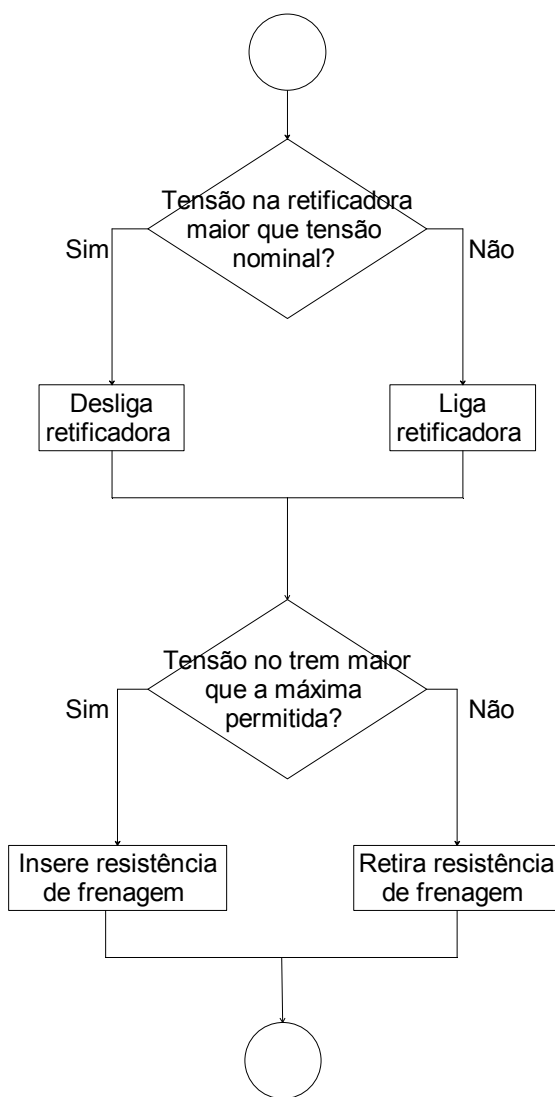 Tensão na retificadora
maior que tensão
nominal?
Sim
Não
Desliga
retificadora
Liga
retificadora
Tensão no trem maior
que a máxima
permitida?
Sim
Não
Insere resistência
de frenagem
Retira resistência
de frenagem